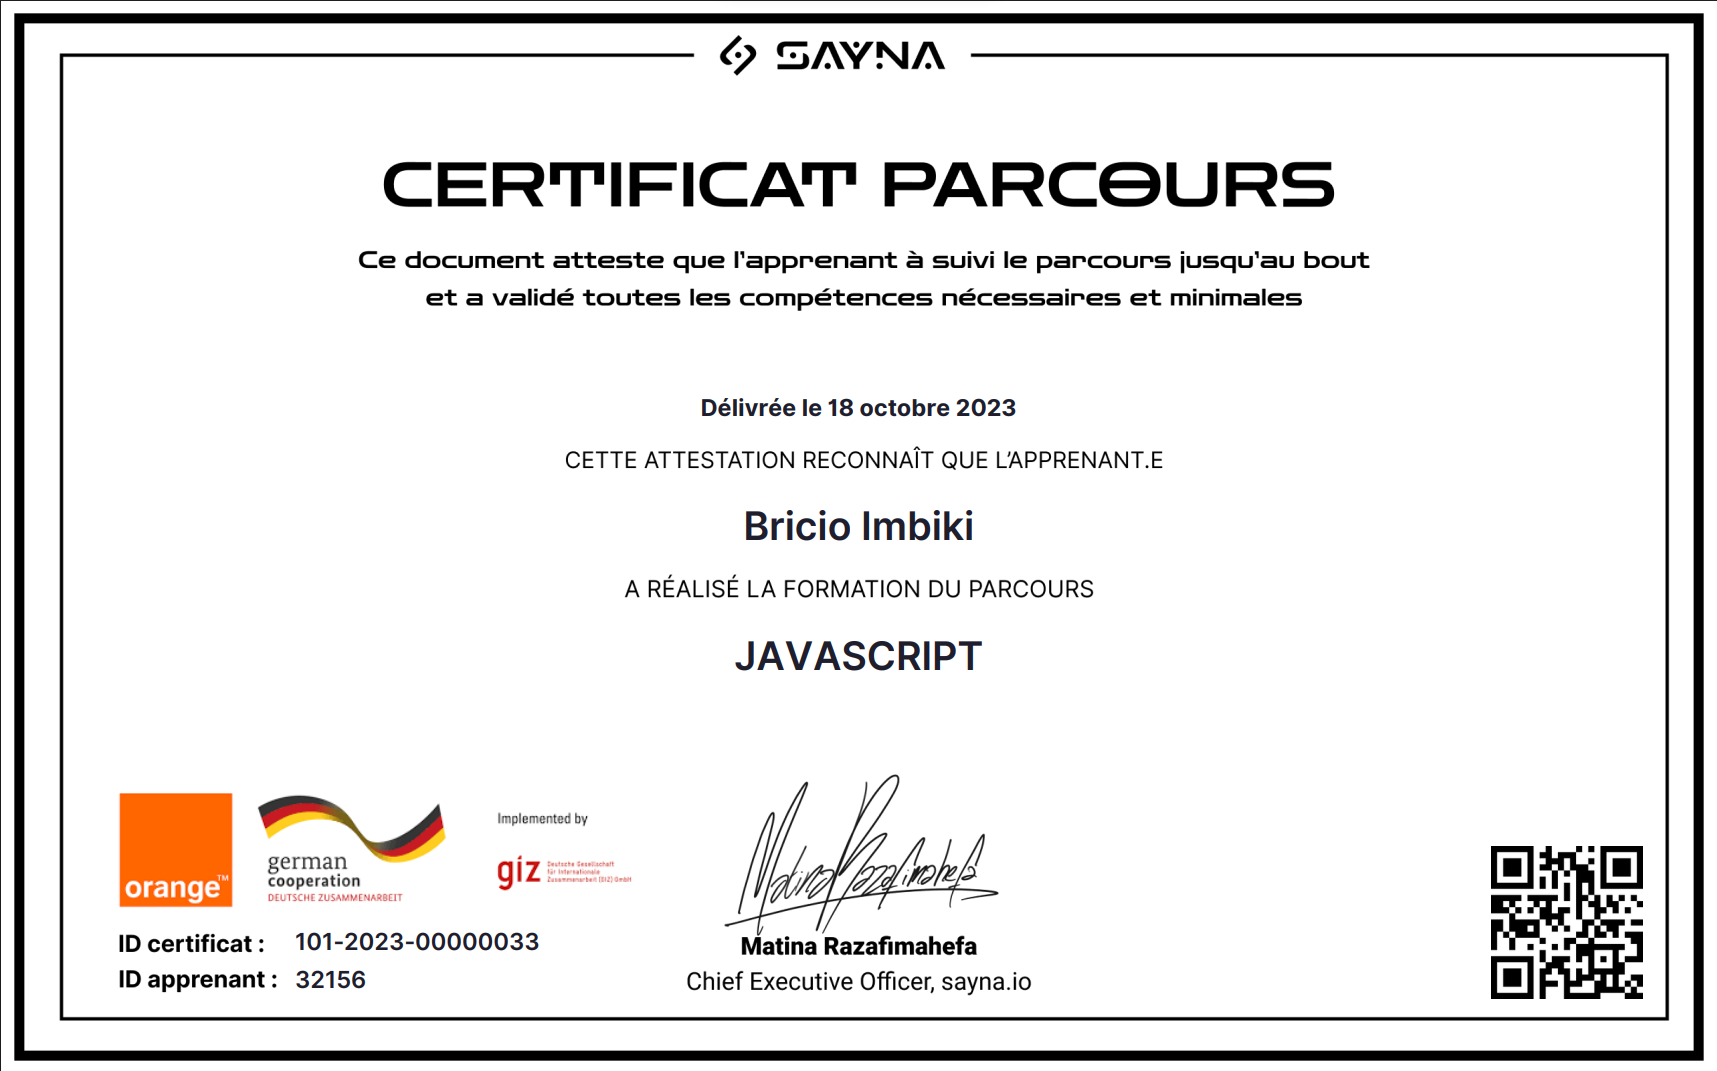 SAYNA
CERTIFICAT PARCOURS
Ce document atteste que l'apprenant à suivi le parcours jusqu'au bout
et a validé toutes les compétences nécessaires et minimales
Délivrée le 18 octobre 2023
CETTE ATTESTATION RECONNAÎT QUE L'APPRENANT.E
Bricio Imbiki
A RÉALISÉ LA FORMATION DU PARCOURS
JAVASCRIPT
orange™
german
cooperation
DEUTSCHE ZUSAMMENARBEIT
Implemented by
giz
Deutsche Gesellschaft
für Internationale
Zusammenarbeit (GIZ) GmbH
Matina Razafimahefa
Matina Razafimahefa
Chief Executive Officer, sayna.io
ID certificat : 101-2023-00000033
ID apprenant : 32156